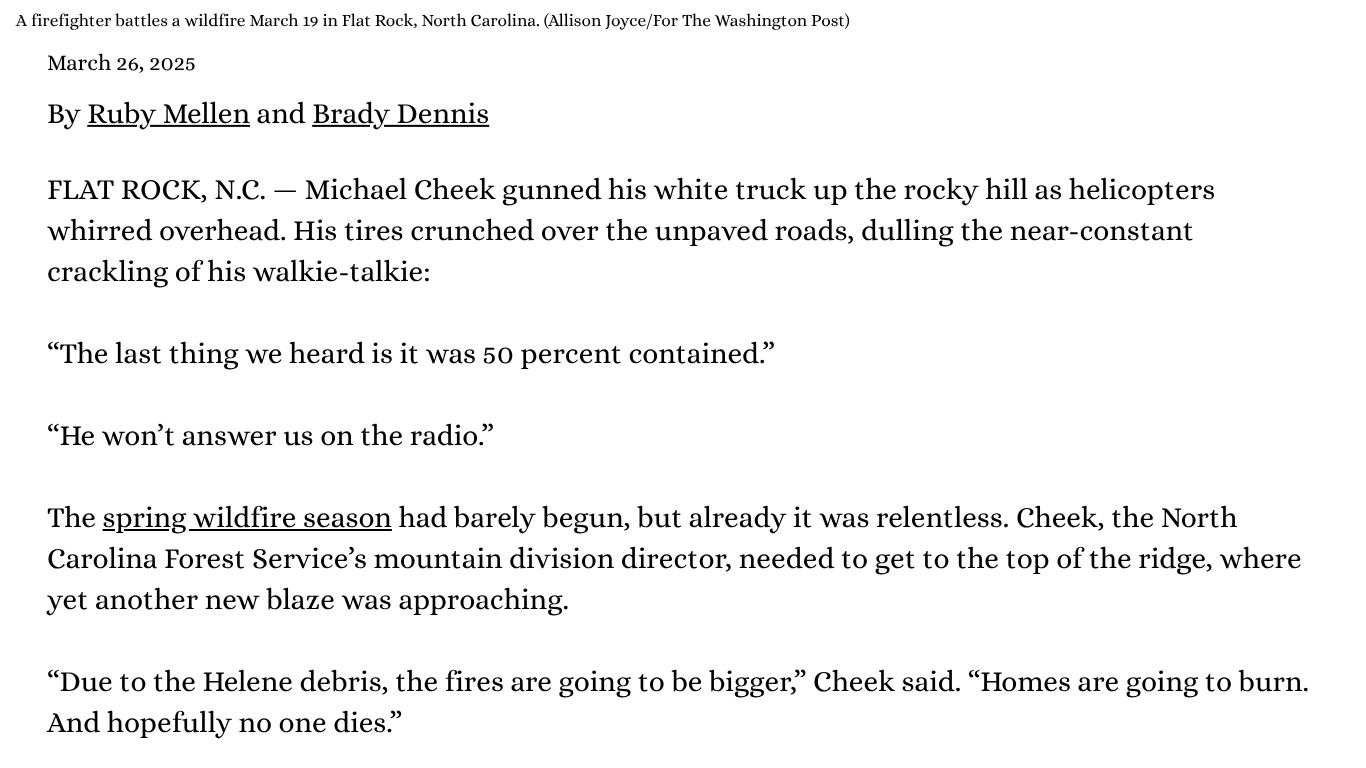 A firefighter battles a wildfire March 19 in Flat Rock, North Carolina. (Allison Joyce/For The Washington Post)
March 26, 2025
By Ruby Mellen and Brady Dennis
FLAT ROCK, N.C. — Michael Cheek gunned his white truck up the rocky hill as helicopters
whirred overhead. His tires crunched over the unpaved roads, dulling the near-constant
crackling of his walkie-talkie:
“The last thing we heard is it was 50 percent contained.”
“He won’t answer us on the radio.”
The spring wildfire season had barely begun, but already it was relentless. Cheek, the North
Carolina Forest Service’s mountain division director, needed to get to the top of the ridge, where
yet another new blaze was approaching.
“Due to the Helene debris, the fires are going to be bigger,” Cheek said. “Homes are going to burn.
And hopefully no one dies.”